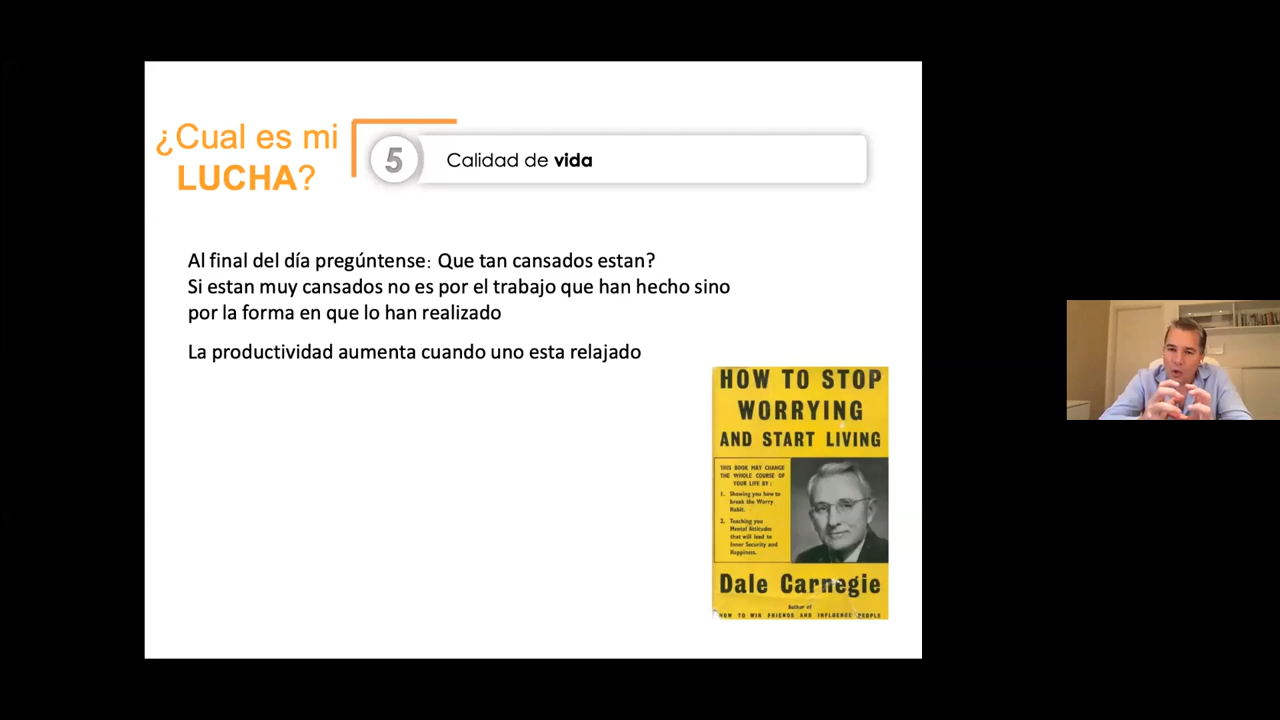 ¿Cual es mi
LUCHA?
5
Calidad de vida
Al final del día pregúntense: Que tan cansados estan?
Si estan muy cansados no es por el trabajo que han hecho sino
por la forma en que lo han realizado
La productividad aumenta cuando uno esta relajado
HOW TO STOP
WORRYING
AND START LIVING
THIS BOOK MAY CHANGE
THE WHOLE COURSE OF
YOUR LIFE BY:
1. Showing you how to
break the Worry
Habit.
2. Teaching you
Mental Attitudes
that will lead to
Inner Security and
Happiness.
Dale Carnegie
Author of
HOW TO WIN FRIENDS AND INFLUENCE PEOPLE